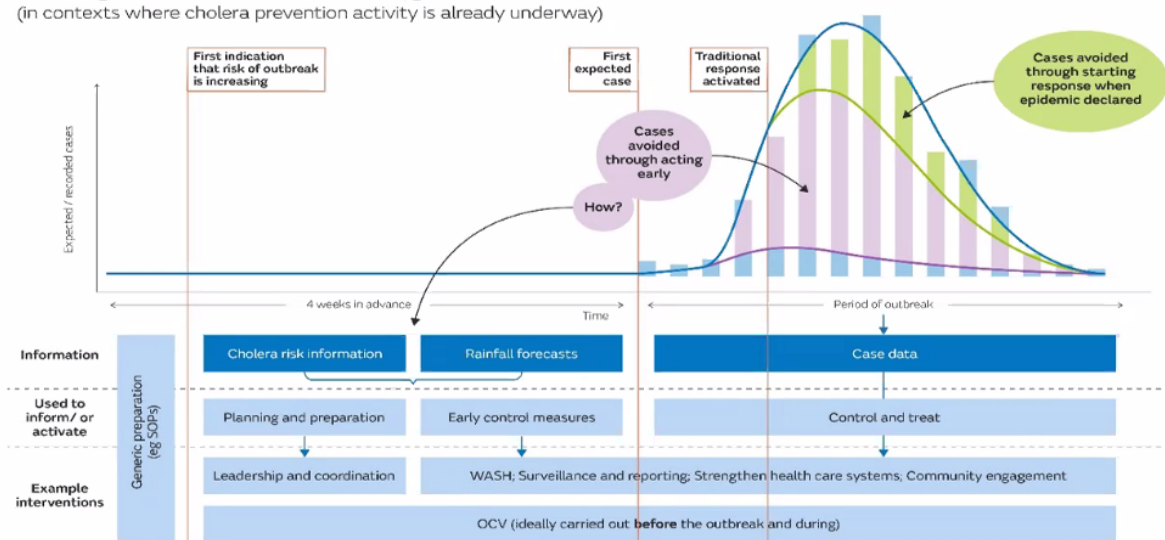 (in contexts where cholera prevention activity is already underway)
First indication
that risk of outbreak
is increasing
First
expected
case
Traditional
response
activated
Cases avoided
through starting
response when
epidemic declared
Cases
avoided
through acting
early
How?
Expected / recorded cases
4 weeks in advance
Time
Period of outbreak
Information
Cholera risk information
Rainfall forecasts
Case data
Generic preparation
(eg SOPs)
Used to
inform/ or
activate
Planning and preparation
Early control measures
Control and treat
Example
interventions
Leadership and coordination
WASH; Surveillance and reporting; Strengthen health care systems; Community engagement
OCV (ideally carried out before the outbreak and during)